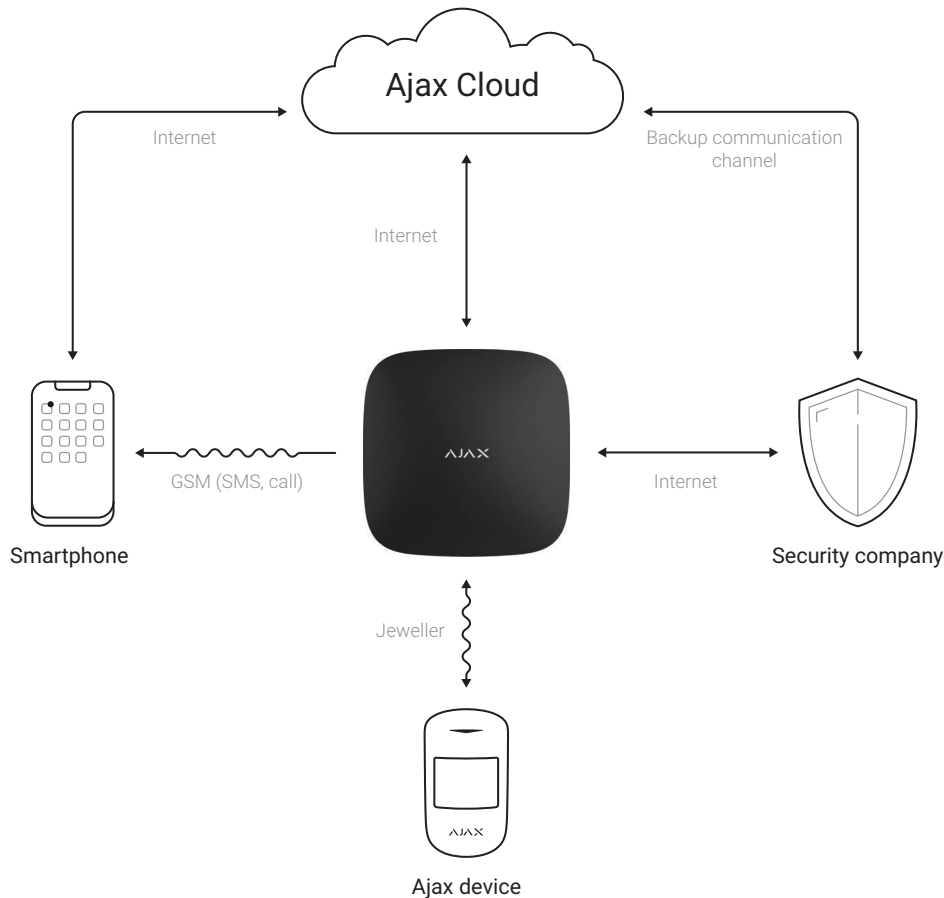 Ajax Cloud
Internet
Backup communication
channel
Internet
AJAX
GSM (SMS, call)
Internet
Smartphone
Security company
Jeweller
AJAX
Ajax device